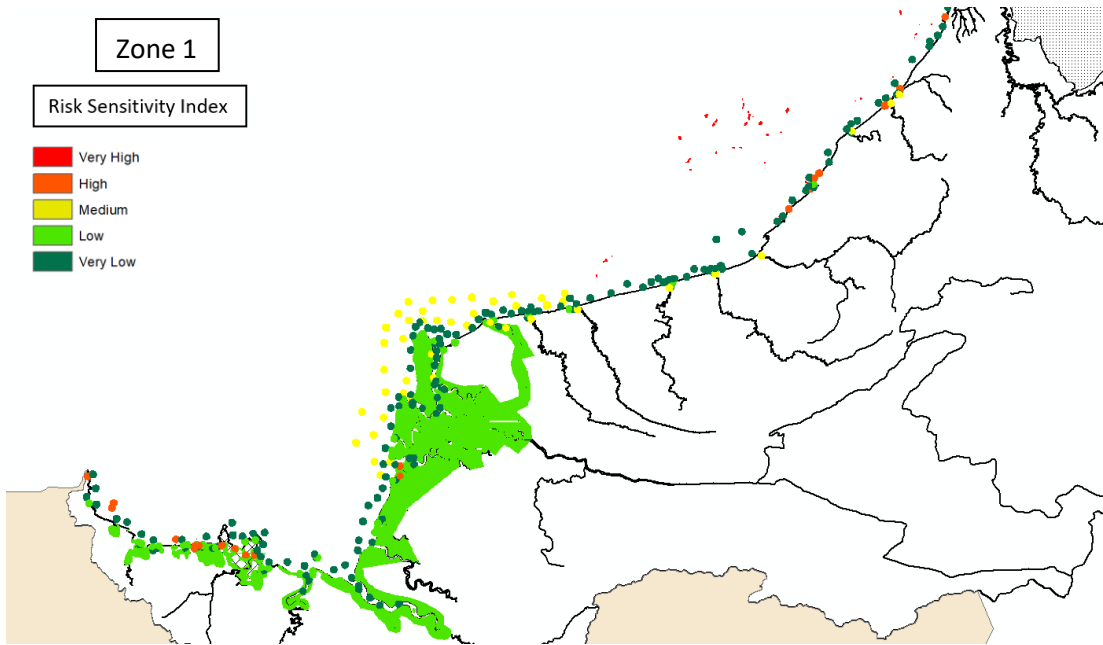 Zone 1
Risk Sensitivity Index
Very High
High
Medium
Low
Very Low